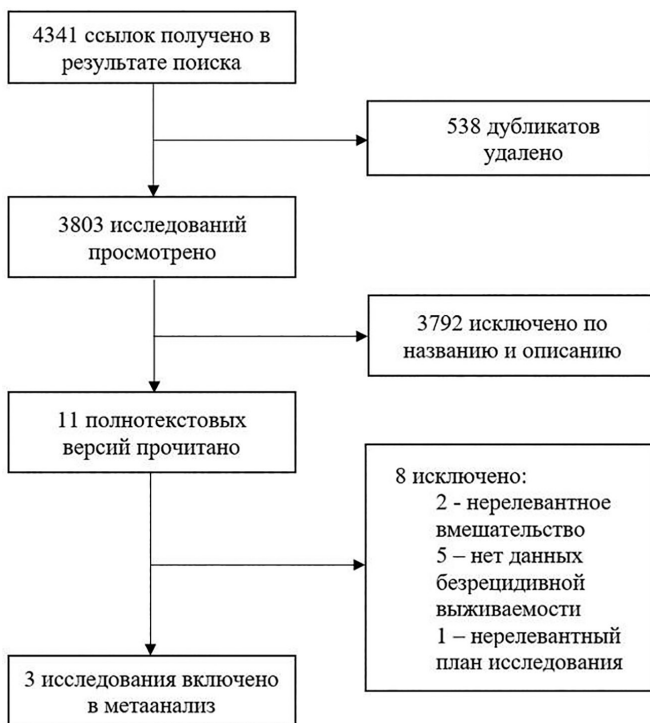 4341 ссылок получено в
результате поиска
538 дубликатов
удалено
3803 исследований
просмотрено
3792 исключено по
названию и описанию
11 полнотекстовых
версий прочитано
8 исключено:
2 - нерелевантное
вмешательство
5 – нет данных
безрецидивной
выживаемости
1 – нерелевантный
план исследования
3 исследования включено
в метаанализ